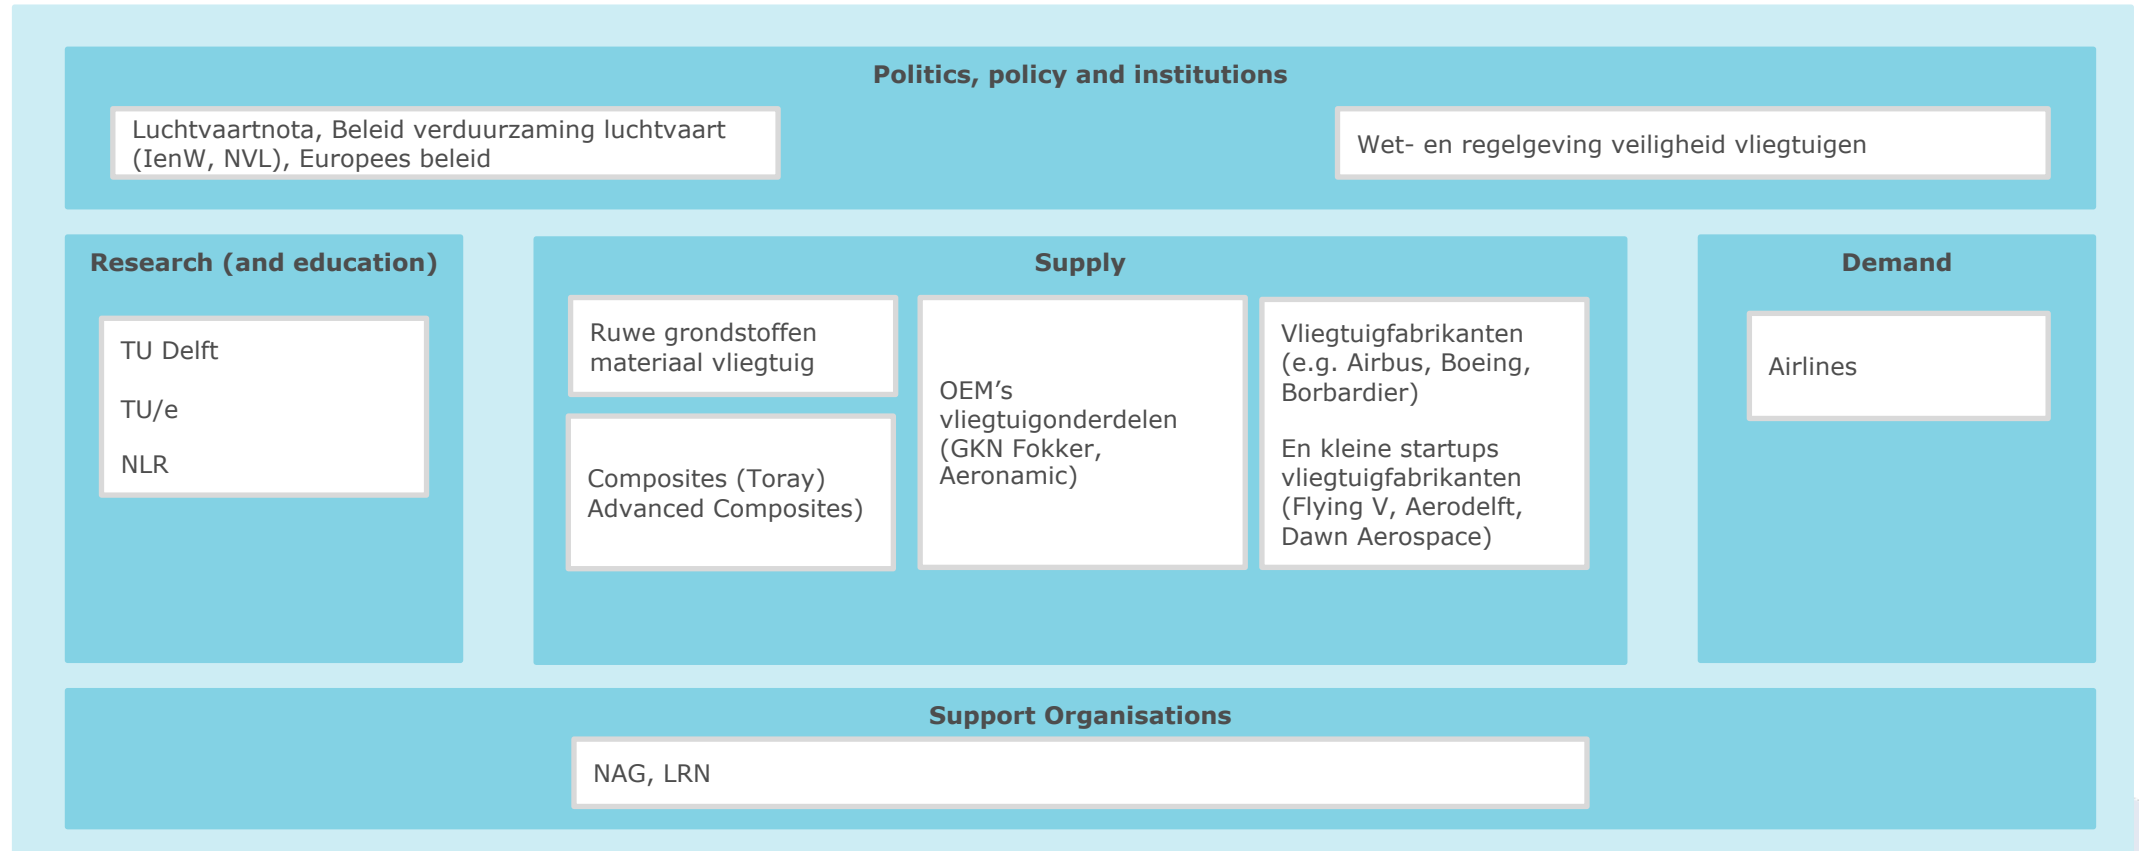 Politics, policy and institutions
Luchtvaartnota, Beleid verduurzaming luchtvaart
(IenW, NVL), Europees beleid
Wet- en regelgeving veiligheid vliegtuigen
Research (and education)
TU Delft
TU/e
NLR
Supply
Ruwe grondstoffen
materiaal vliegtuig
Composites (Toray)
Advanced Composites)
OEM’s
vliegtuigonderdelen
(GKN Fokker,
Aeronamic)
Vliegtuigfabrikanten
(e.g. Airbus, Boeing,
Borbardier)
En kleine startups
vliegtuigfabrikanten
(Flying V, Aerodelft,
Dawn Aerospace)
Demand
Airlines
Support Organisations
NAG, LRN